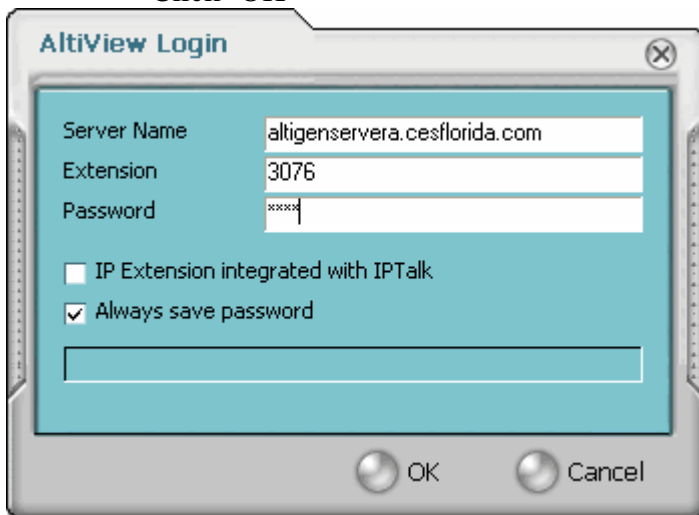 AltiView Login
Server Name altigenservera.cesflorida.com
Extension 3076
Password ****
IP Extension integrated with IPTalk
Always save password
OK Cancel